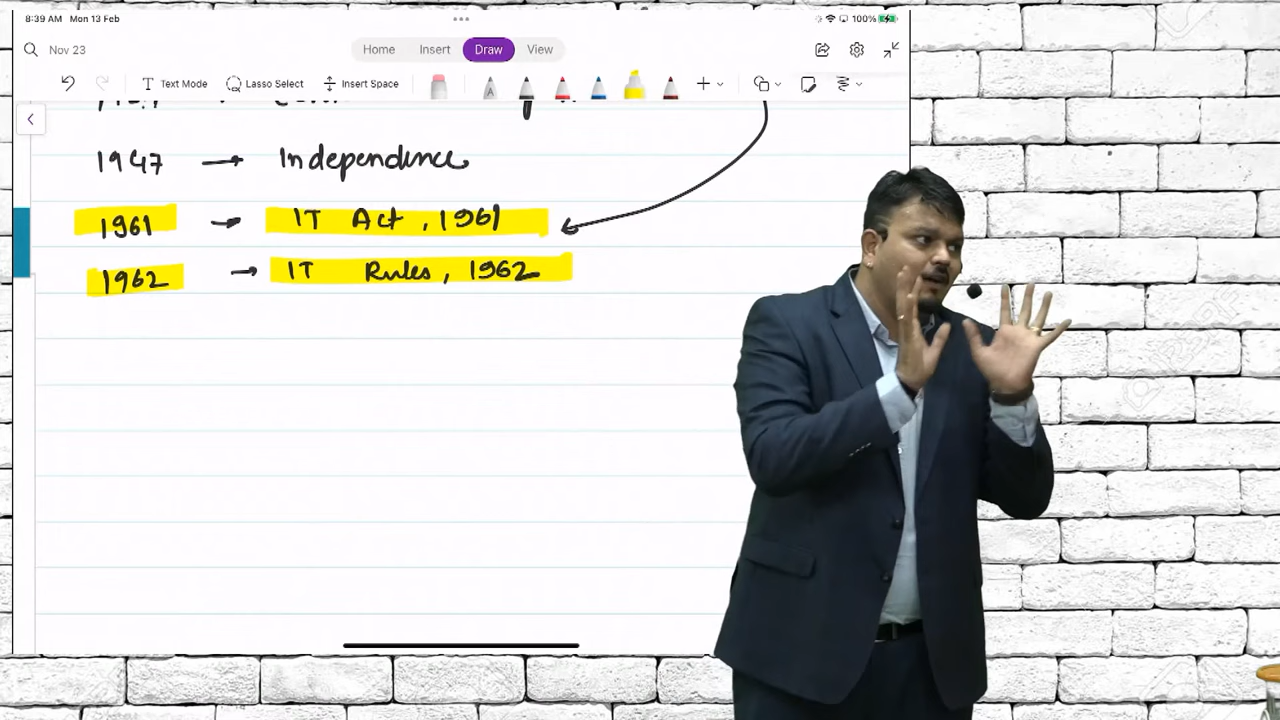 8:39 AM Mon 13 Feb
100%
Nov 23
Home Insert Draw View
Text Mode Lasso Select Insert Space
1947 → Independence
1961 → IT Act, 1961
1962 → IT Rules, 1962